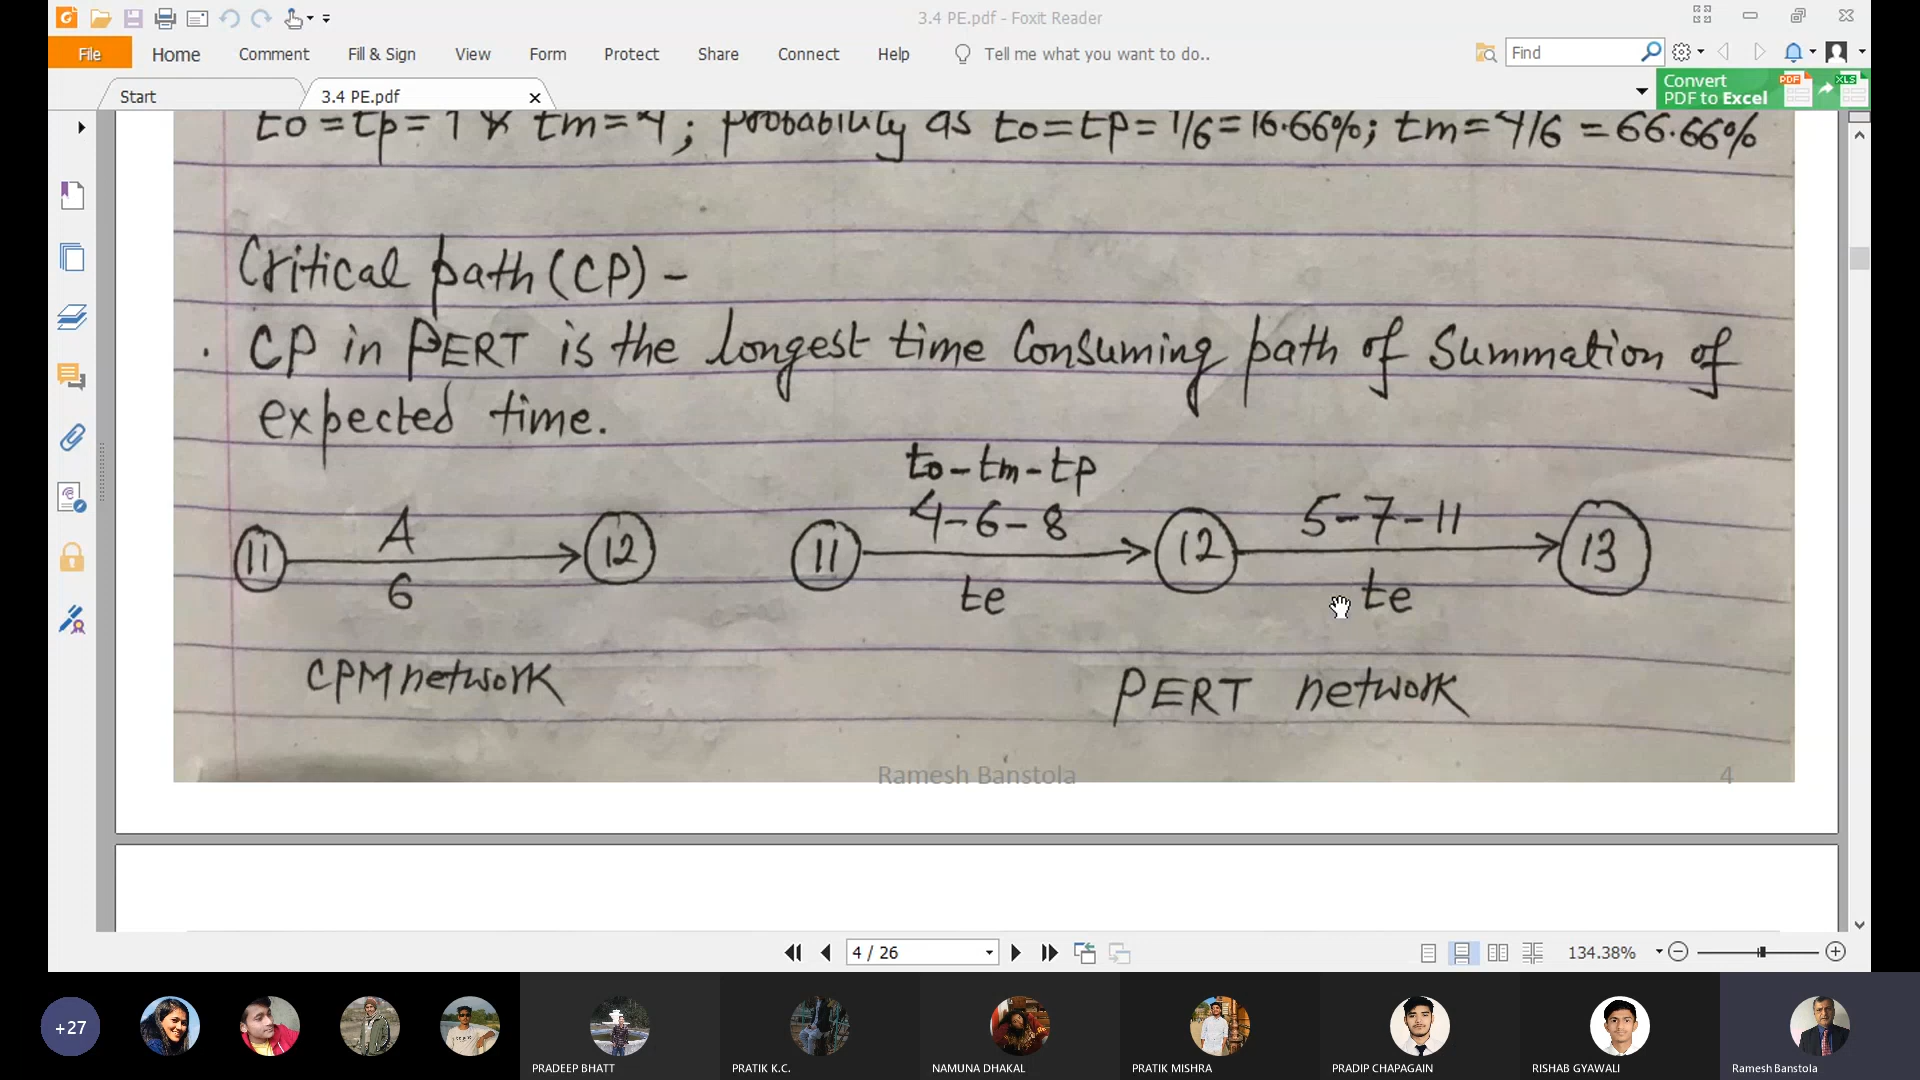 3.4 PE.pdf - Foxit Reader
File Home Comment Fill & Sign View Form Protect Share Connect Help Tell me what you want to do.. Find
Start 3.4 PE.pdf
Convert PDF
PDF to Excel XLS
to = tp = 1 & tm = 4 ; probability as to = tp = 1/6 = 16.66% ; tm = 4/6 = 66.66%
Critical path (CP) -
. CP in PERT is the longest time consuming path of summation of
expected time.
to - tm - tp
A 4-6-8 5-7-11
11 12 11 12 13
6 te te
CPM network PERT network
Ramesh Banstola 4
4 / 26 134.38%
+27
PRADEEP BHATT PRATIK K.C. NAMUNA DHAKAL PRATIK MISHRA PRADIP CHAPAGAIN RISHAB GYAWALI Ramesh Banstola